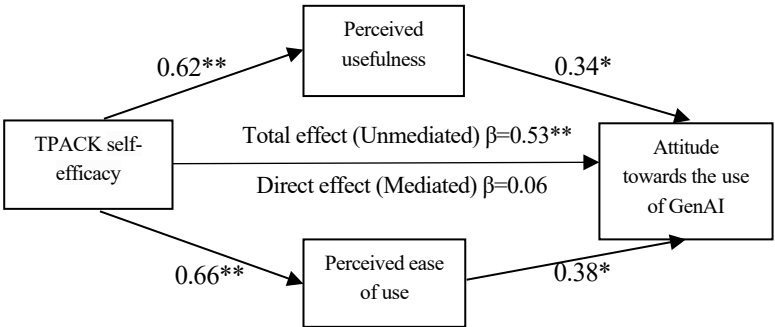 Perceived
usefulness
0.62**
0.34*
TPACK self-
efficacy
Total effect (Unmediated) β=0.53**
Direct effect (Mediated) β=0.06
Attitude
towards the use
of GenAI
0.66**
Perceived ease
of use
0.38*